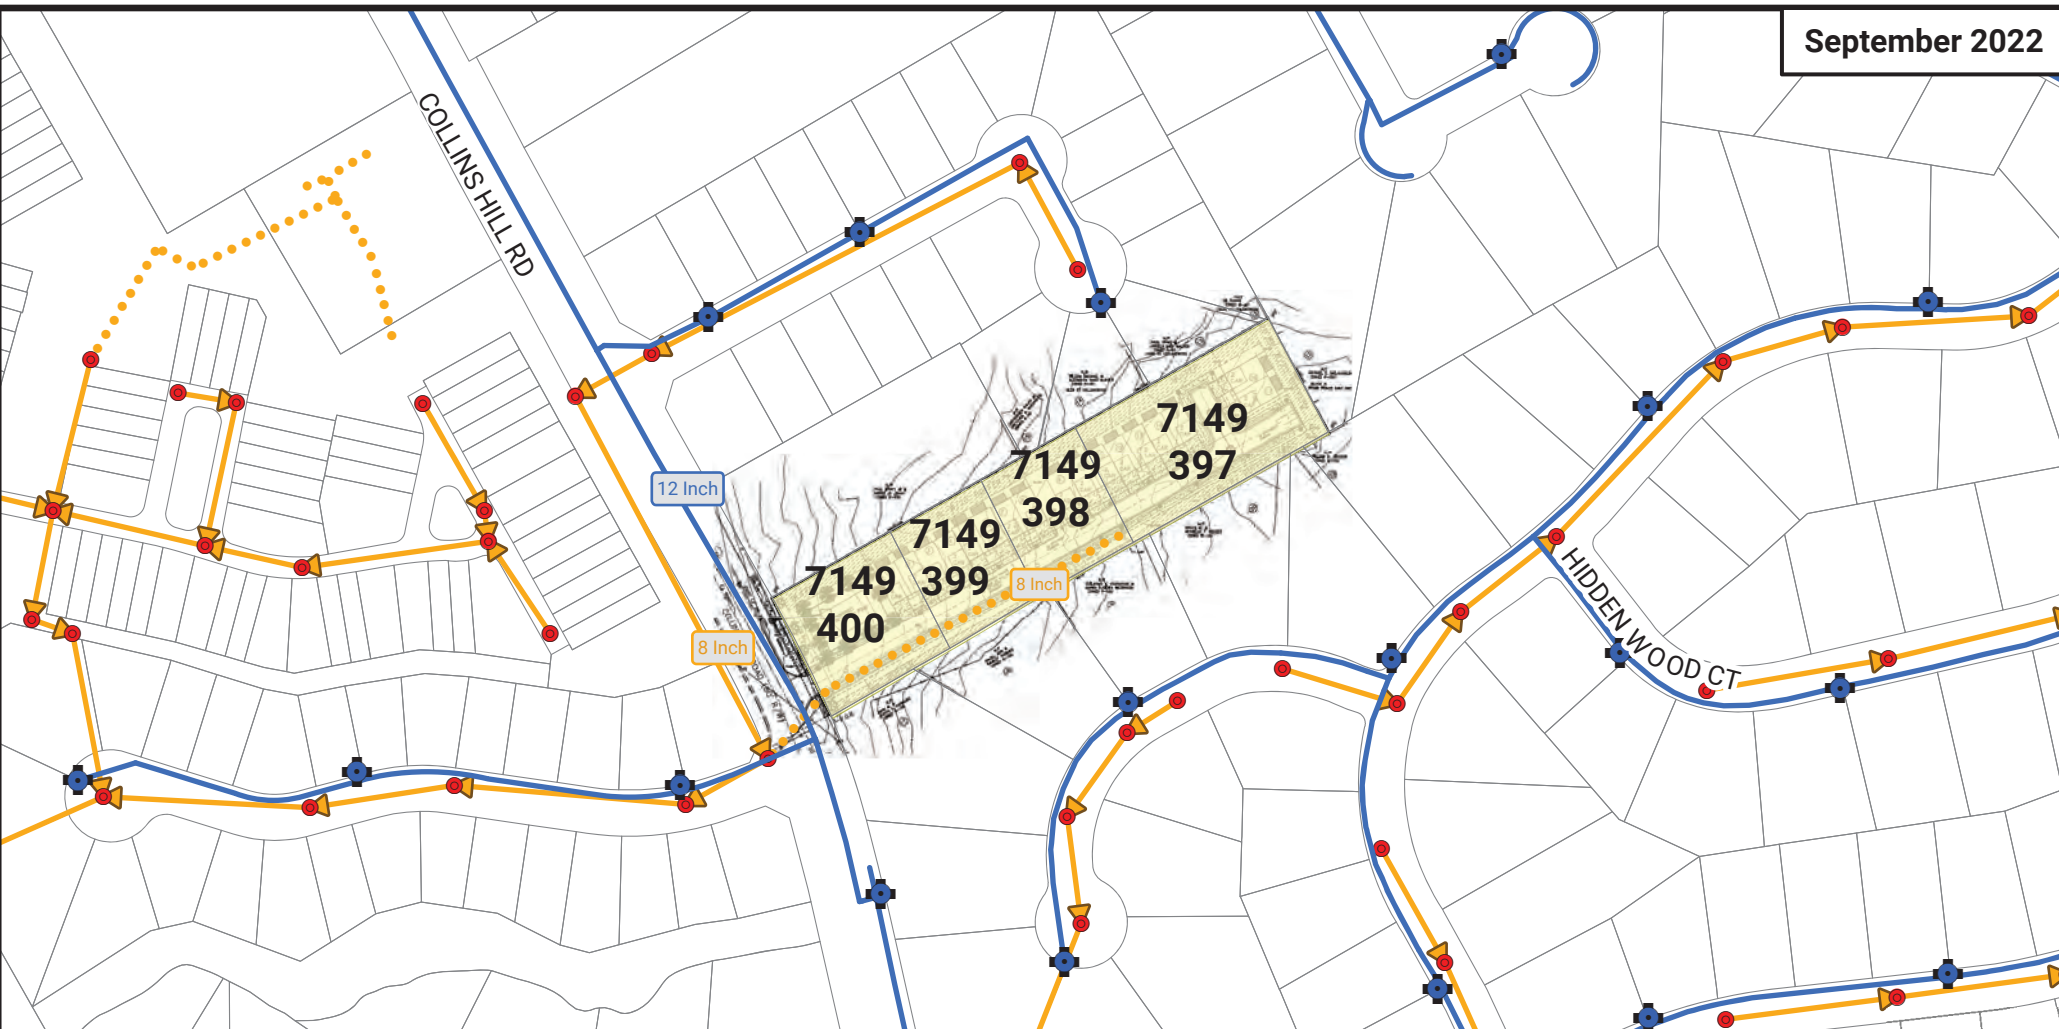 September 2022
COLLINS HILL RD
12 Inch
7149
397
7149
398
7149
399
7149
400
8 Inch
8 Inch
HIDDEN WOOD CT